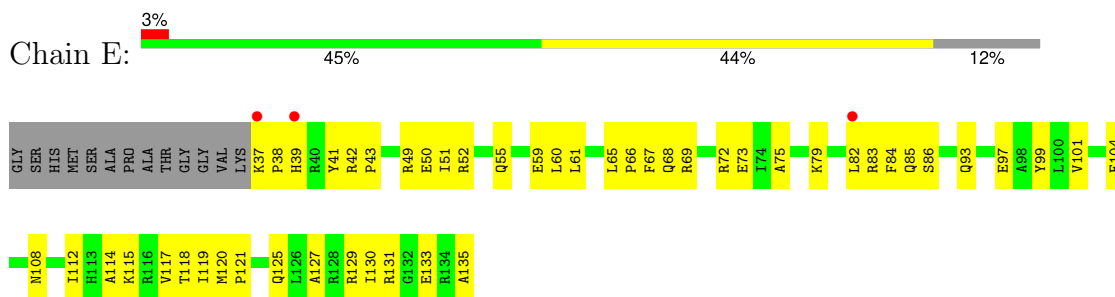 3%
Chain E:
45% 44% 12%
GLY SER HIS MET SER ALA PRO ALA THR GLY GLY VAL LYS K37 P38 H39 R40 Y41 R42 P43 R49 E50 I51 R52 Q55 E59 L60 L61 L65 P66 F67 Q68 R69 R72 E73 I74 A75 K79 L82 R83 F84 Q85 S86 Q93 E97 A98 Y99 L100 V101
N108 I112 H113 A114 K115 R116 V117 T118 I119 M120 P121 Q125 L126 A127 R128 R129 I130 R131 G132 E133 R134 A135